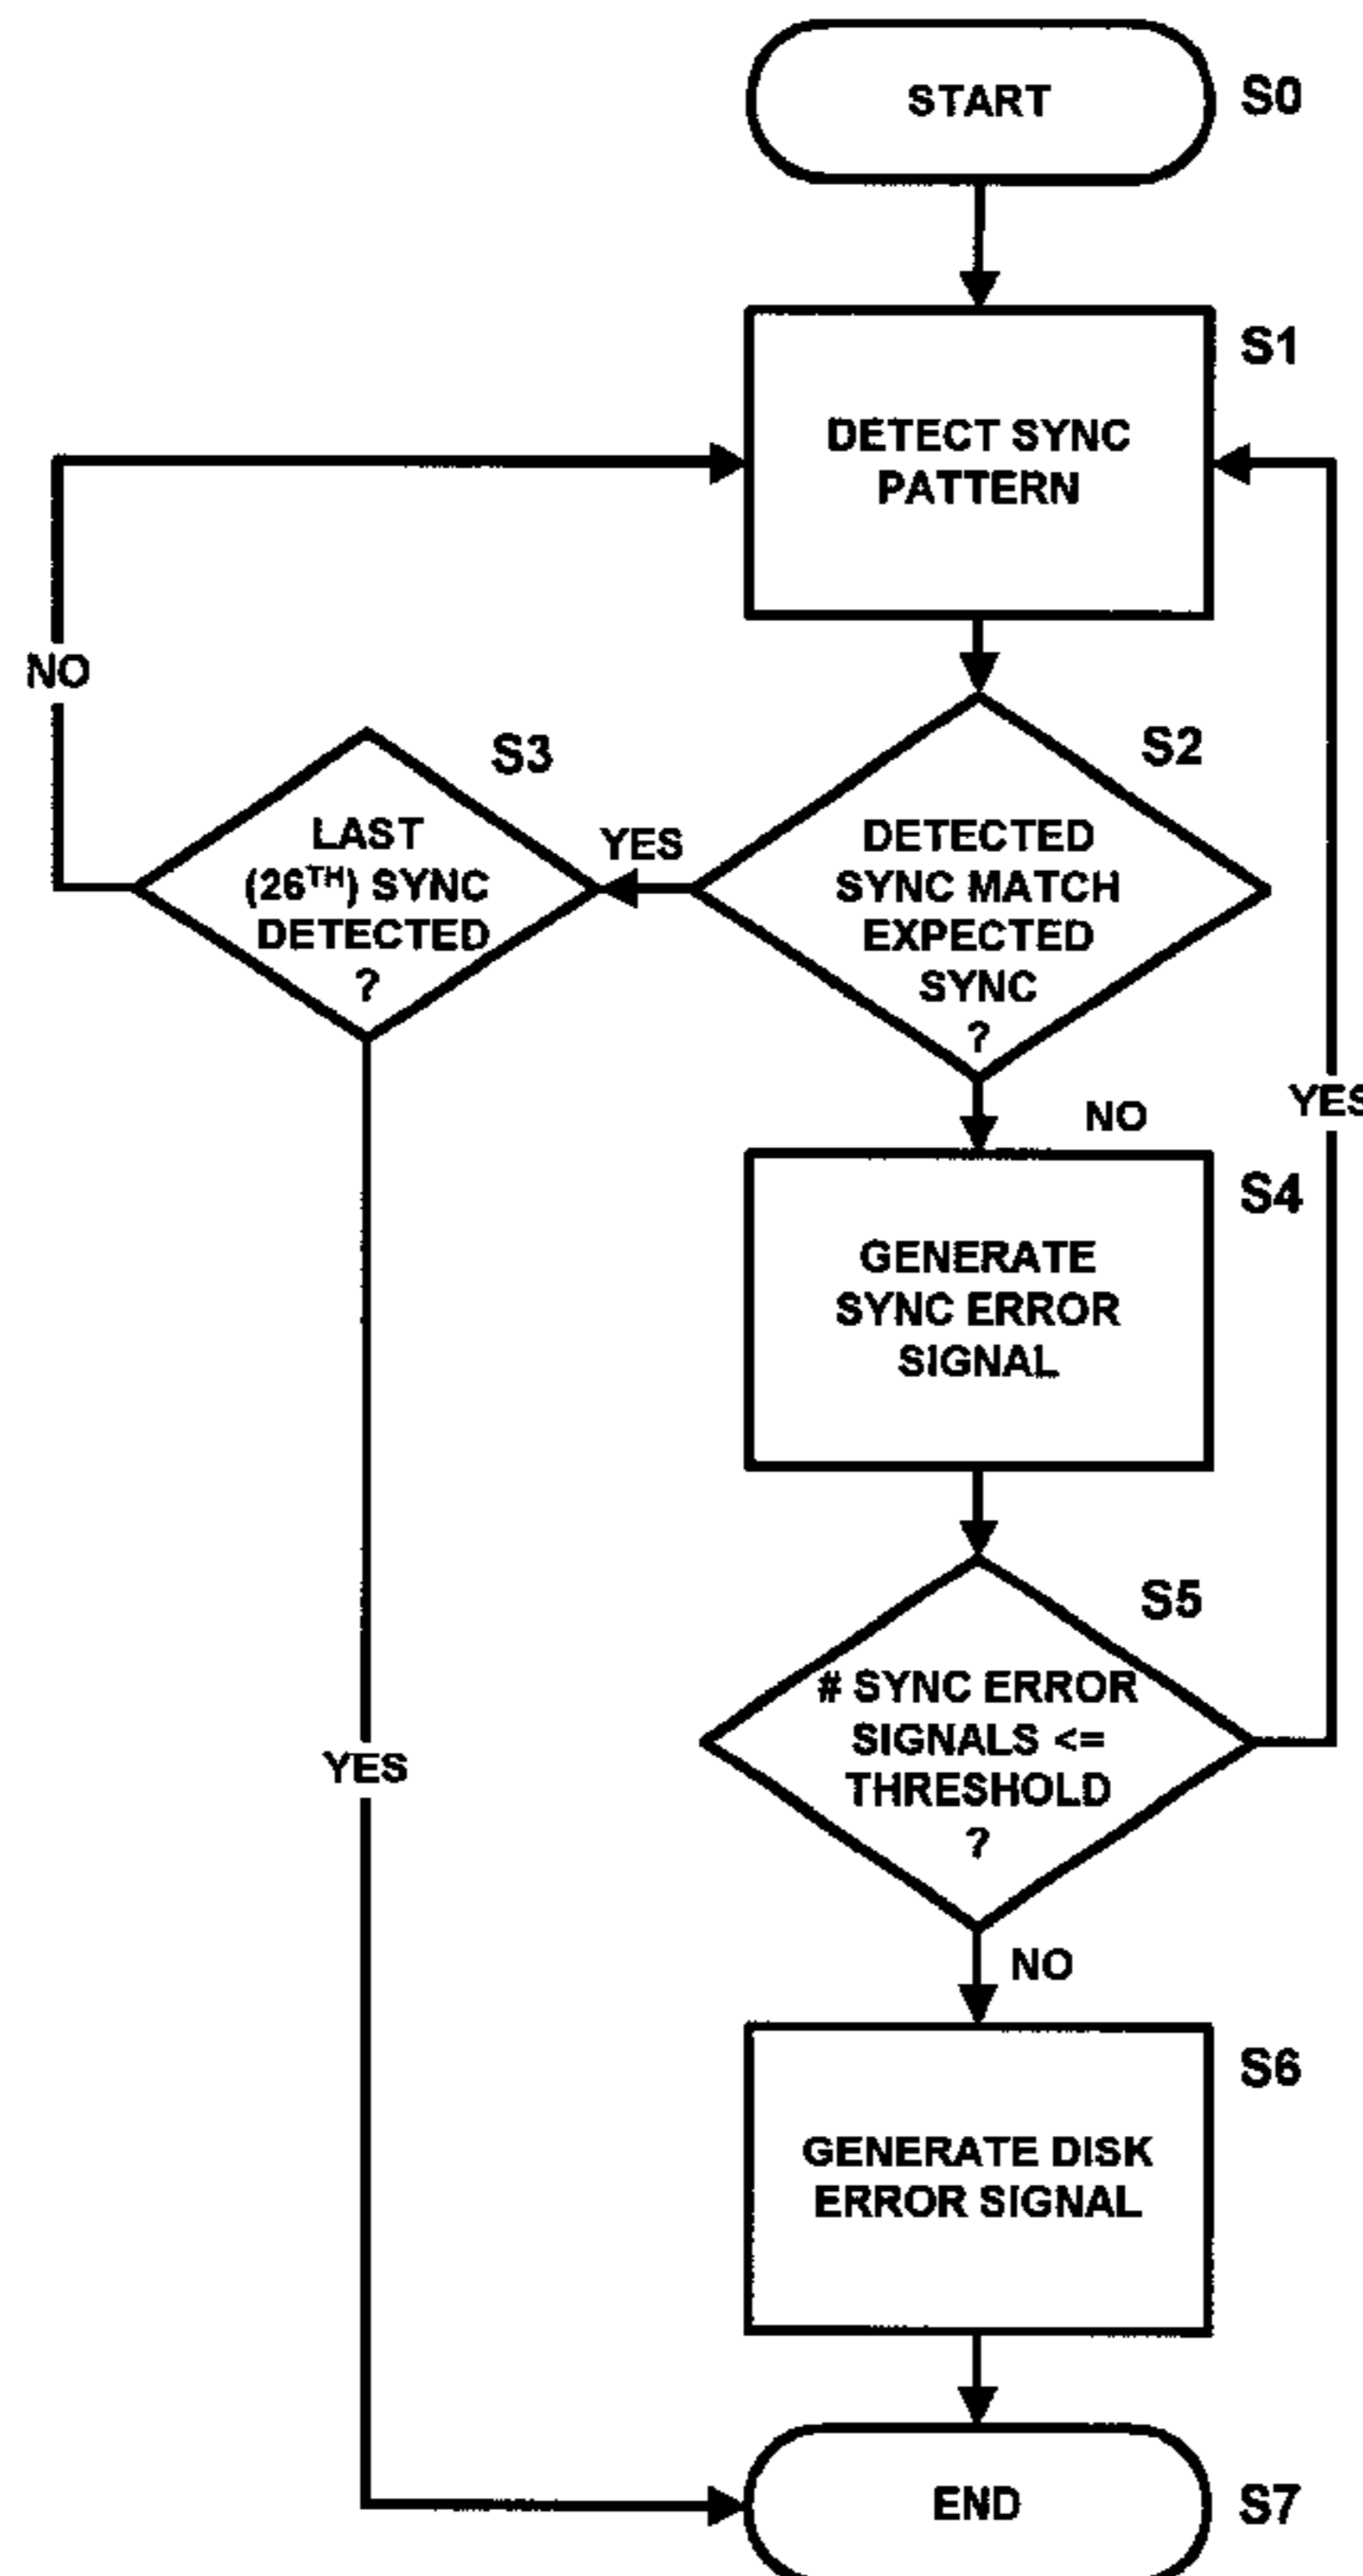 START
S0
S1
DETECT SYNC
PATTERN
NO
S3
S2
LAST
(26TH) SYNC
DETECTED
?
YES
DETECTED
SYNC MATCH
EXPECTED
SYNC
?
YES
NO
S4
GENERATE
SYNC ERROR
SIGNAL
S5
# SYNC ERROR
SIGNALS <=
THRESHOLD
?
YES
NO
S6
GENERATE DISK
ERROR SIGNAL
END
S7